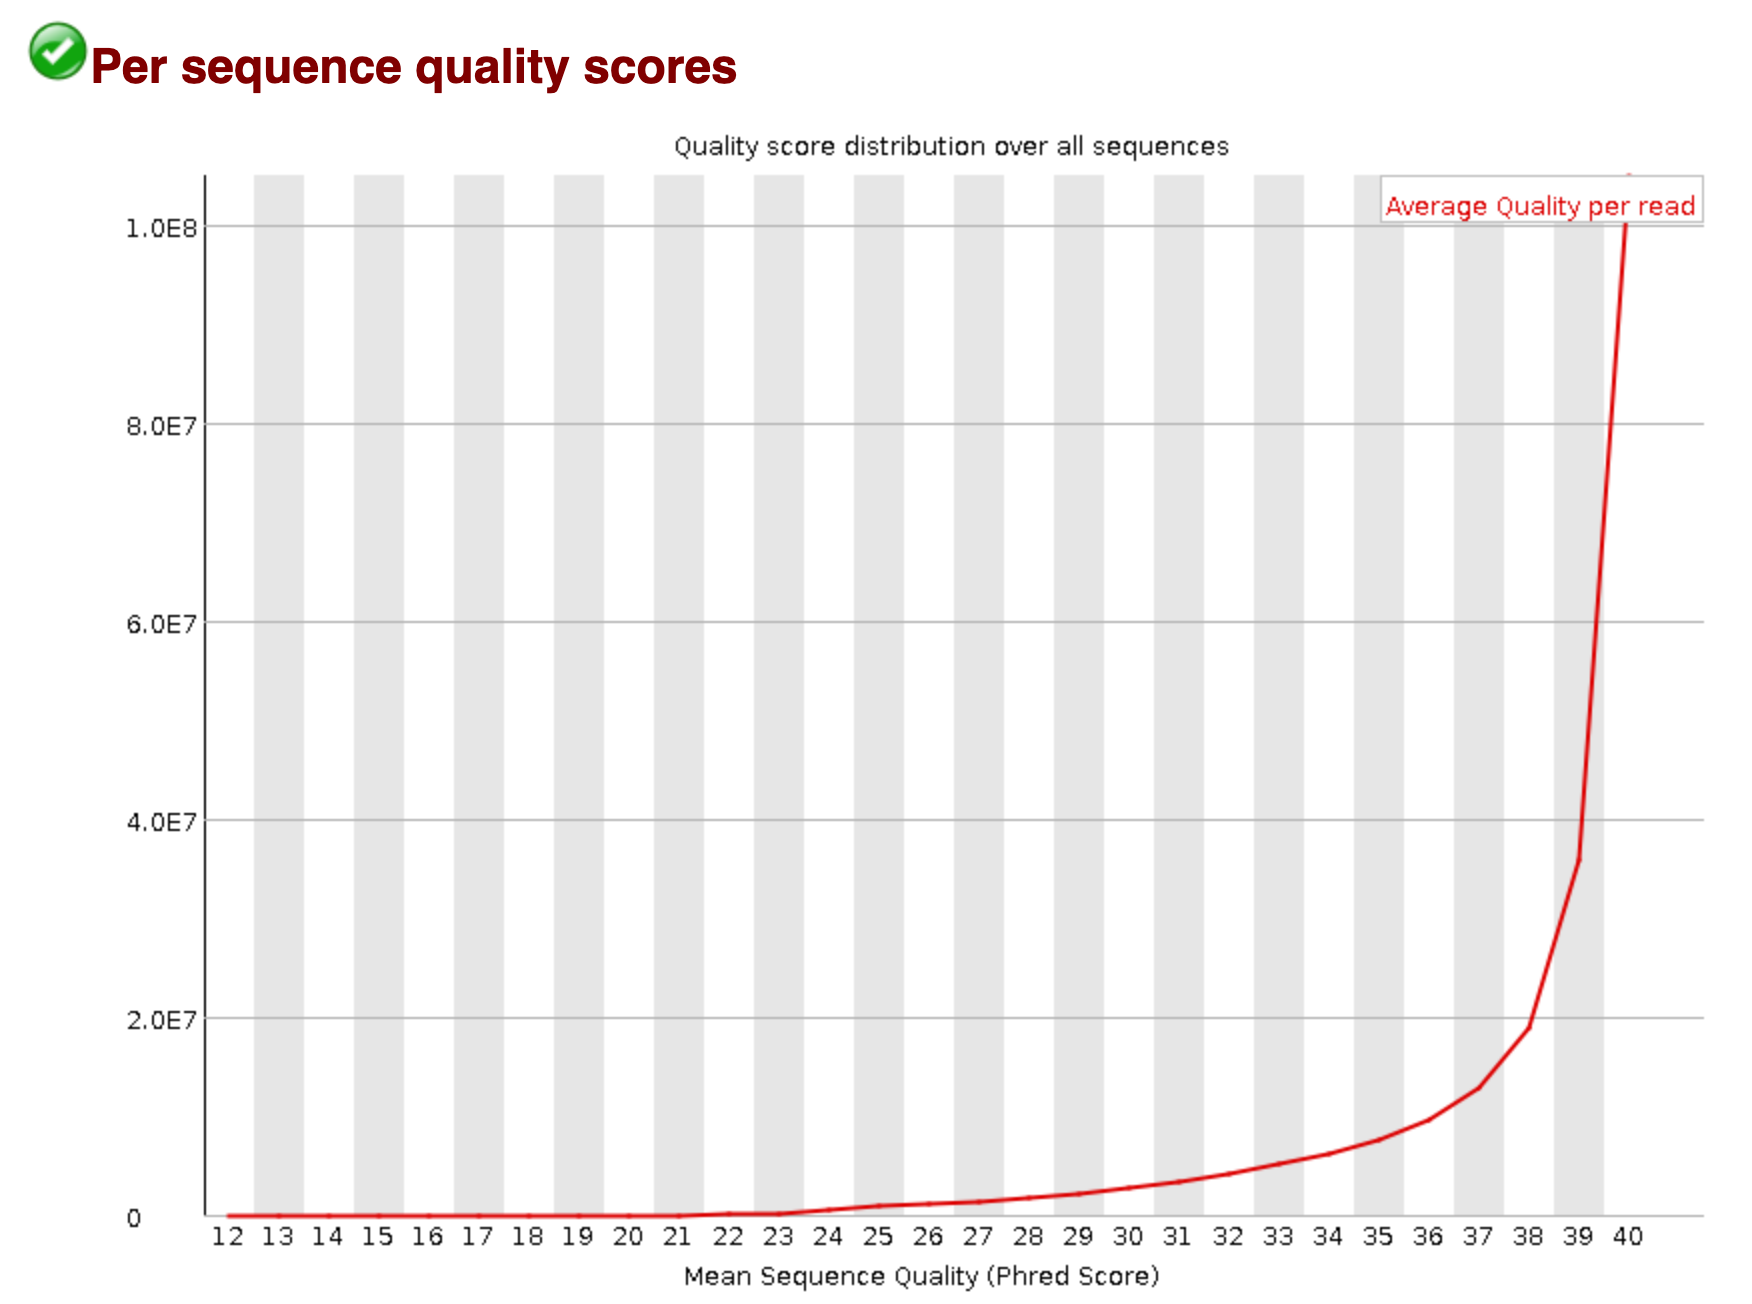 Per sequence quality scores
Quality score distribution over all sequences
Average Quality per read
1.0E8
8.0E7
6.0E7
4.0E7
2.0E7
0
12 13 14 15 16 17 18 19 20 21 22 23 24 25 26 27 28 29 30 31 32 33 34 35 36 37 38 39 40
Mean Sequence Quality (Phred Score)